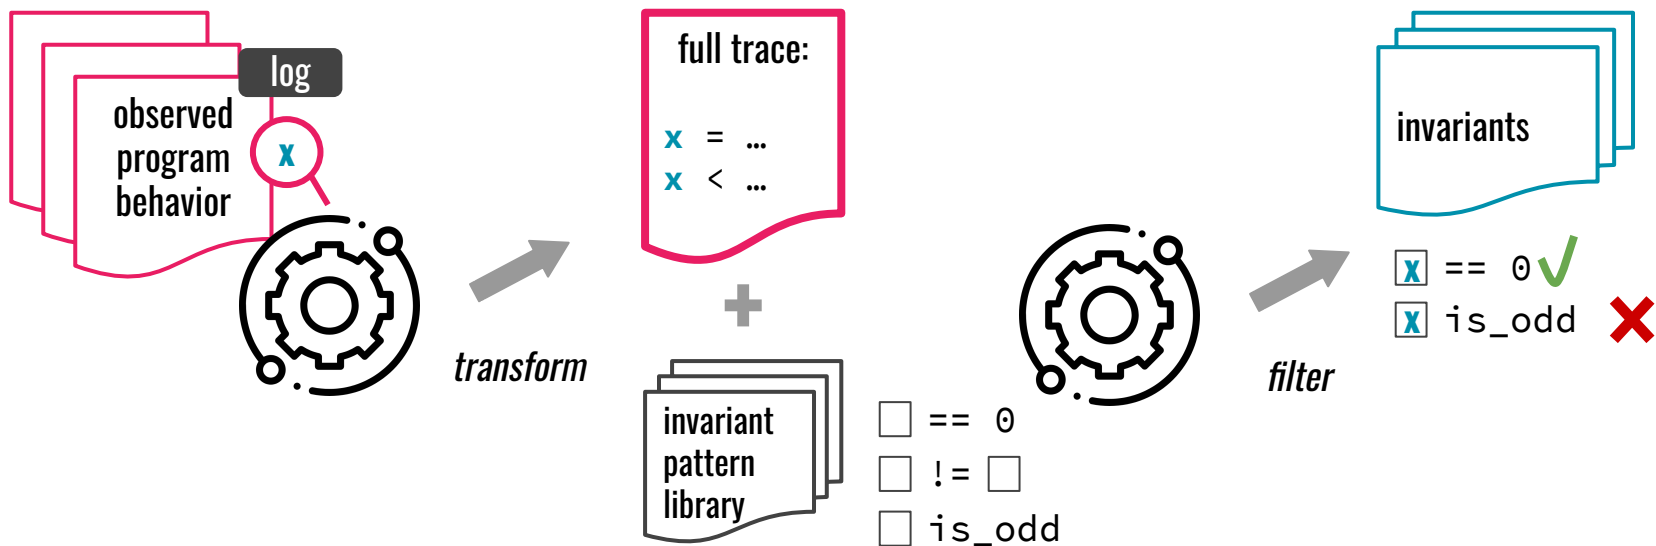 log
observed
program
behavior
x
transform
full trace:
x = …
x < …
+
invariant
pattern
library
□ == 0
□ != □
□ is_odd
filter
invariants
x == 0
x is_odd